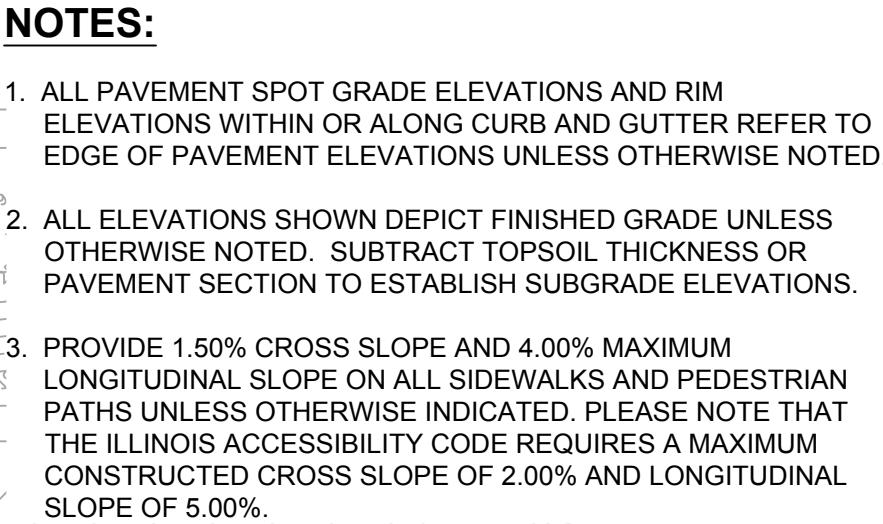 NOTES:
1. ALL PAVEMENT SPOT GRADE ELEVATIONS AND RIM
ELEVATIONS WITHIN OR ALONG CURB AND GUTTER REFER TO
EDGE OF PAVEMENT ELEVATIONS UNLESS OTHERWISE NOTED
2. ALL ELEVATIONS SHOWN DEPICT FINISHED GRADE UNLESS
OTHERWISE NOTED. SUBTRACT TOPSOIL THICKNESS OR
PAVEMENT SECTION TO ESTABLISH SUBGRADE ELEVATIONS.
3. PROVIDE 1.50% CROSS SLOPE AND 4.00% MAXIMUM
LONGITUDINAL SLOPE ON ALL SIDEWALKS AND PEDESTRIAN
PATHS UNLESS OTHERWISE INDICATED. PLEASE NOTE THAT
THE ILLINOIS ACCESSIBILITY CODE REQUIRES A MAXIMUM
CONSTRUCTED CROSS SLOPE OF 2.00% AND LONGITUDINAL
SLOPE OF 5.00%.